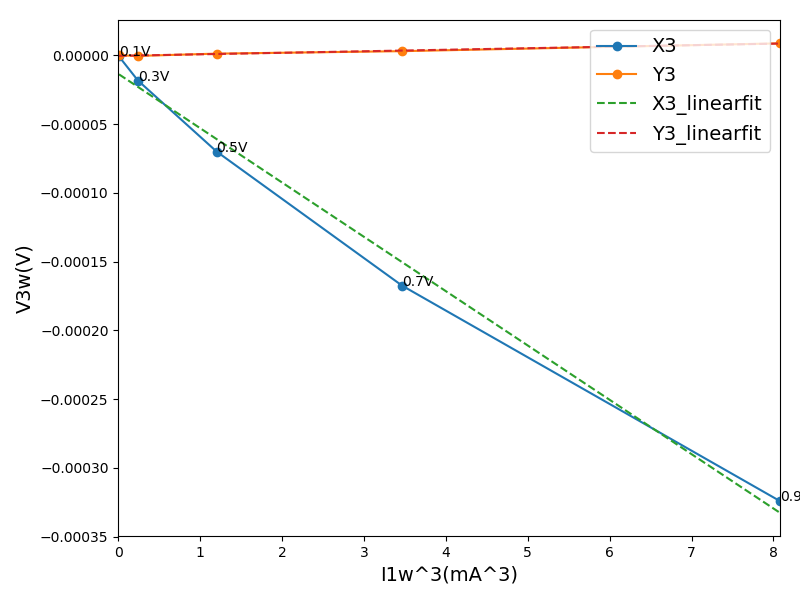 0.00000
−0.00005
−0.00010
−0.00015
−0.00020
−0.00025
−0.00030
−0.00035
V3w(V)
0.1V
0.3V
0.5V
0.7V
0.9
X3
Y3
X3_linearfit
Y3_linearfit
0 1 2 3 4 5 6 7 8
I1w^3(mA^3)